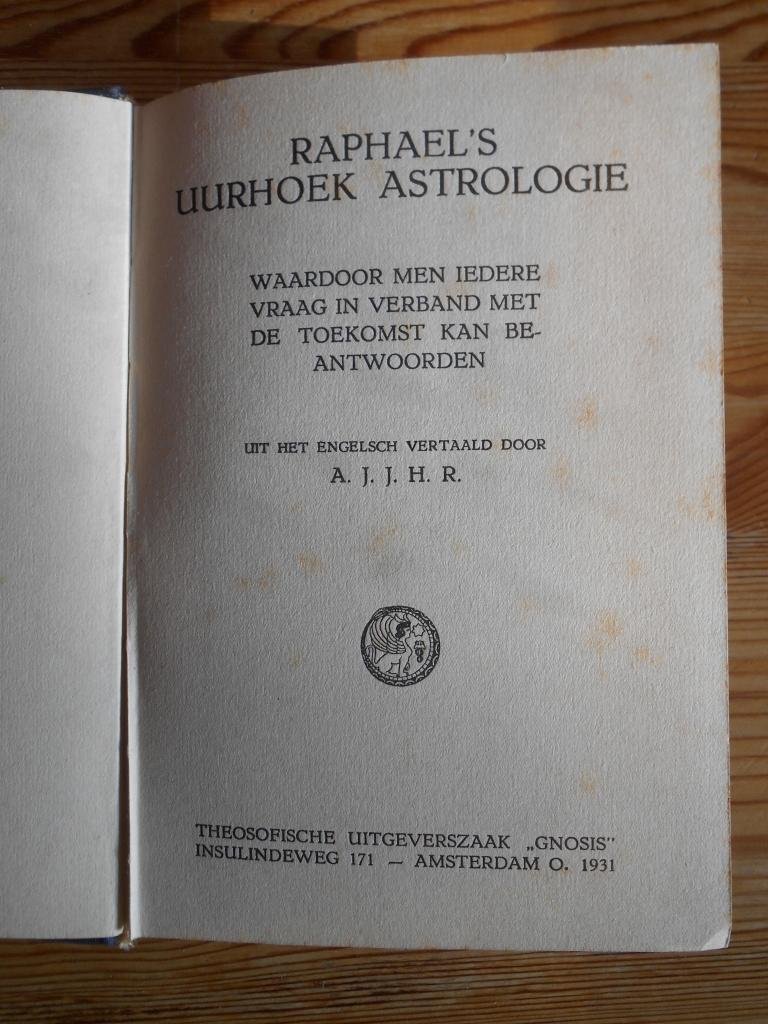 RAPHAEL'S
UURHOEK ASTROLOGIE
WAARDOOR MEN IEDERE
VRAAG IN VERBAND MET
DE TOEKOMST KAN BE-
ANTWOORDEN
UIT HET ENGELSCH VERTAALD DOOR
A. J. J. H. R.
THEOSOFISCHE UITGEVERSZAAK „GNOSIS"
INSULINDEWEG 171 — AMSTERDAM O. 1931